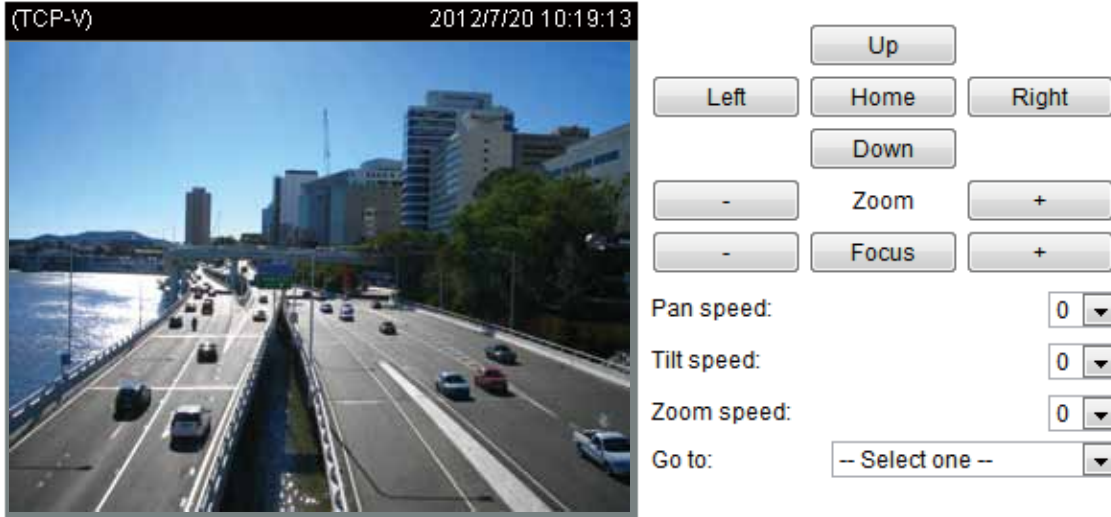 (TCP-V) 2012/7/20 10:19:13
Up
Left Home Right
Down
- Zoom +
- Focus +
Pan speed: 0
Tilt speed: 0
Zoom speed: 0
Go to: -- Select one --